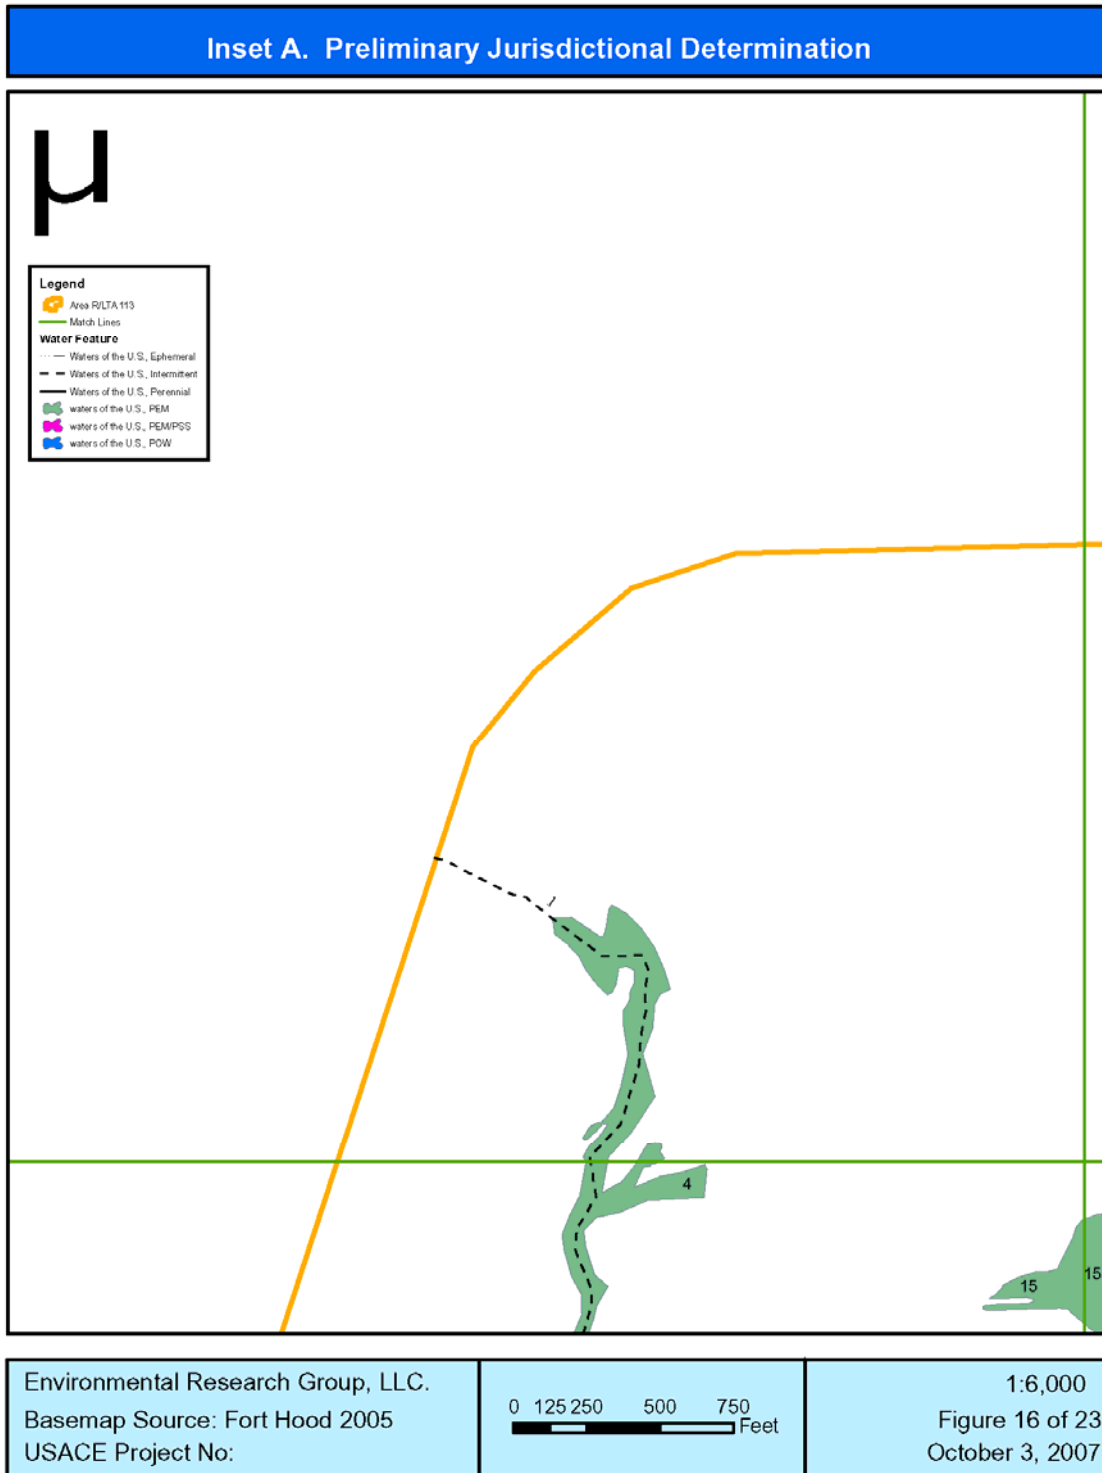 Inset A. Preliminary Jurisdictional Determination
µ
Legend
Area R/LTA 113
Match Lines
Water Feature
Waters of the U.S., Ephemeral
Waters of the U.S., Intermittent
Waters of the U.S., Perennial
waters of the U.S., PEM
waters of the U.S., PEM/PSS
waters of the U.S., POW
1
4
15
15
Environmental Research Group, LLC.
Basemap Source: Fort Hood 2005
USACE Project No:
0 125 250 500 750
Feet
1:6,000
Figure 16 of 23
October 3, 2007